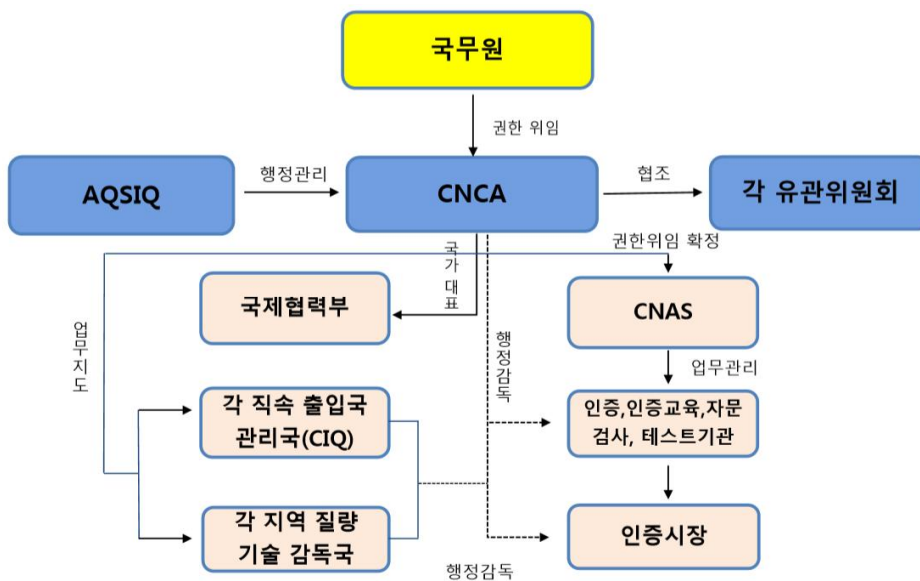 국무원
권한 위임
AQSIQ
행정관리
CNCA
협조
각 유관위원회
국가 대표
권한위임 확정
국제협력부
CNAS
업무지도
행정감독
업무관리
각 직속 출입국
관리국(CIQ)
인증,인증교육,자문
검사, 테스트기관
각 지역 질량
기술 감독국
인증시장
행정감독